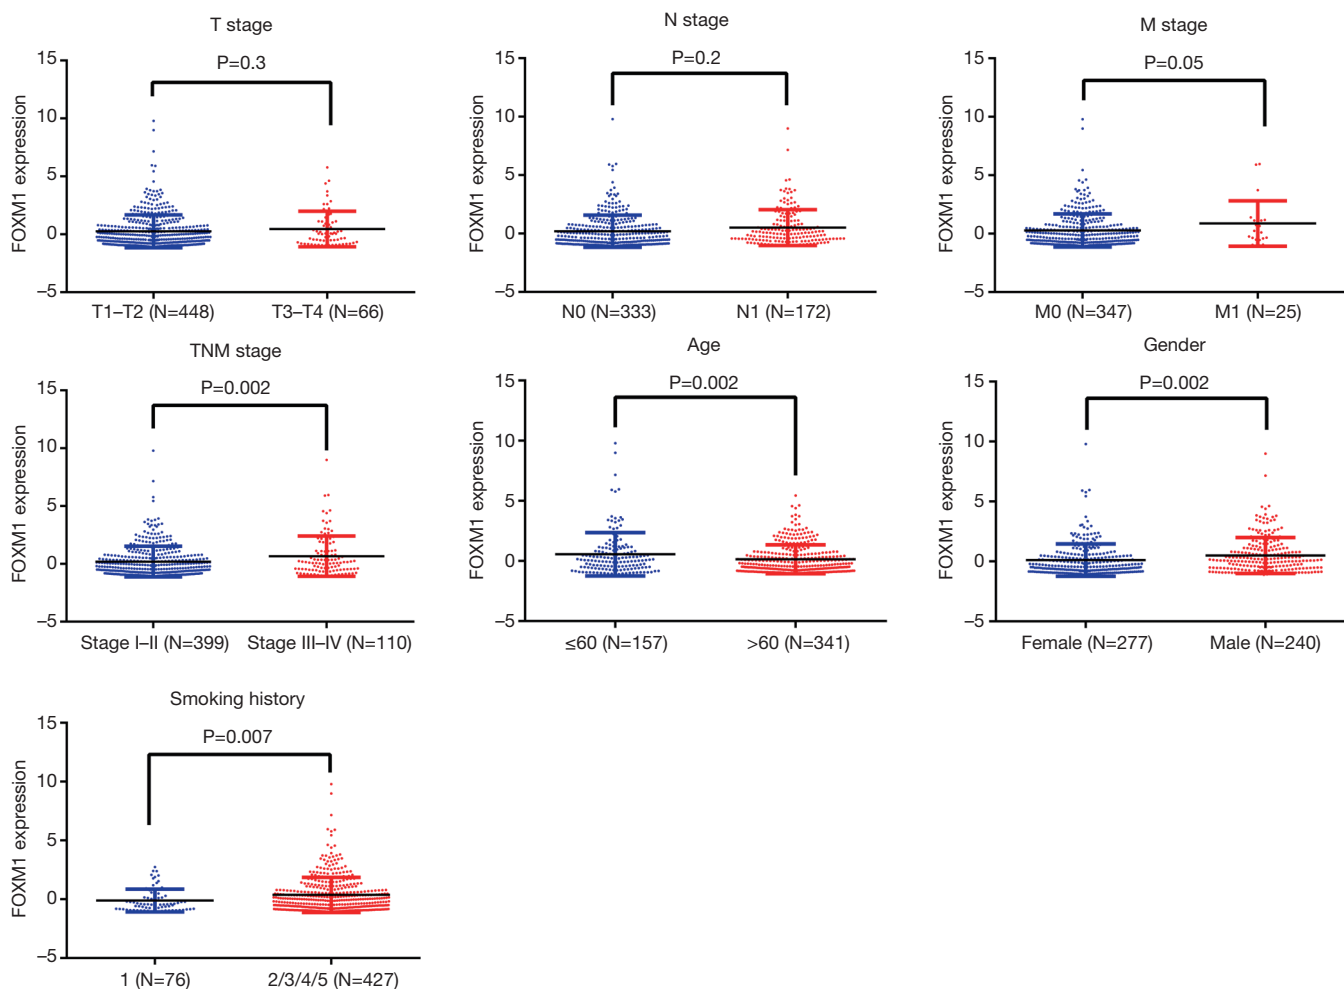 T stage
P=0.3
FOXM1 expression
15
10
5
0
–5
T1–T2 (N=448) T3–T4 (N=66)
N stage
P=0.2
FOXM1 expression
15
10
5
0
–5
N0 (N=333) N1 (N=172)
M stage
P=0.05
FOXM1 expression
15
10
5
0
–5
M0 (N=347) M1 (N=25)
TNM stage
P=0.002
FOXM1 expression
15
10
5
0
–5
Stage I–II (N=399) Stage III–IV (N=110)
Age
P=0.002
FOXM1 expression
15
10
5
0
–5
≤60 (N=157) >60 (N=341)
Gender
P=0.002
FOXM1 expression
15
10
5
0
–5
Female (N=277) Male (N=240)
Smoking history
P=0.007
FOXM1 expression
15
10
5
0
–5
1 (N=76) 2/3/4/5 (N=427)